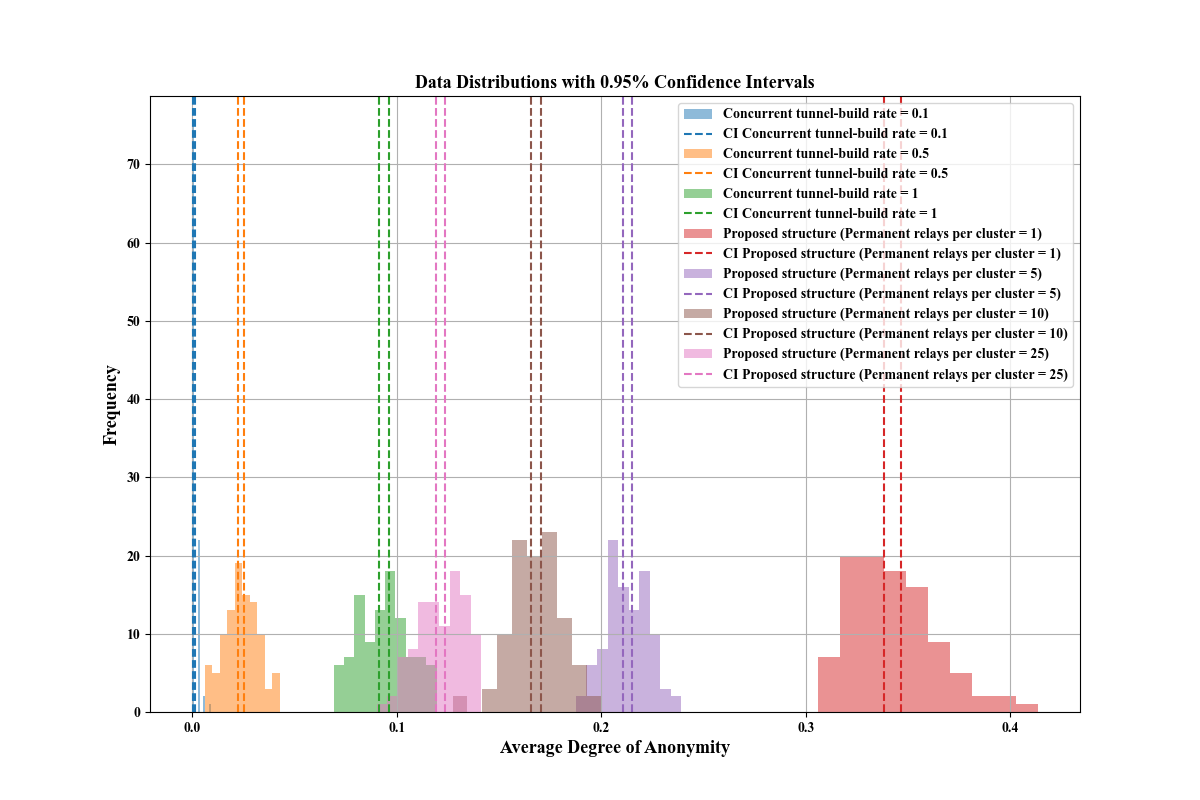 Data Distributions with 0.95% Confidence Intervals
Concurrent tunnel-build rate = 0.1
CI Concurrent tunnel-build rate = 0.1
Concurrent tunnel-build rate = 0.5
CI Concurrent tunnel-build rate = 0.5
Concurrent tunnel-build rate = 1
CI Concurrent tunnel-build rate = 1
Proposed structure (Permanent relays per cluster = 1)
CI Proposed structure (Permanent relays per cluster = 1)
Proposed structure (Permanent relays per cluster = 5)
CI Proposed structure (Permanent relays per cluster = 5)
Proposed structure (Permanent relays per cluster = 10)
CI Proposed structure (Permanent relays per cluster = 10)
Proposed structure (Permanent relays per cluster = 25)
CI Proposed structure (Permanent relays per cluster = 25)
Frequency
70
60
50
40
30
20
10
0
0.0 0.1 0.2 0.3 0.4
Average Degree of Anonymity